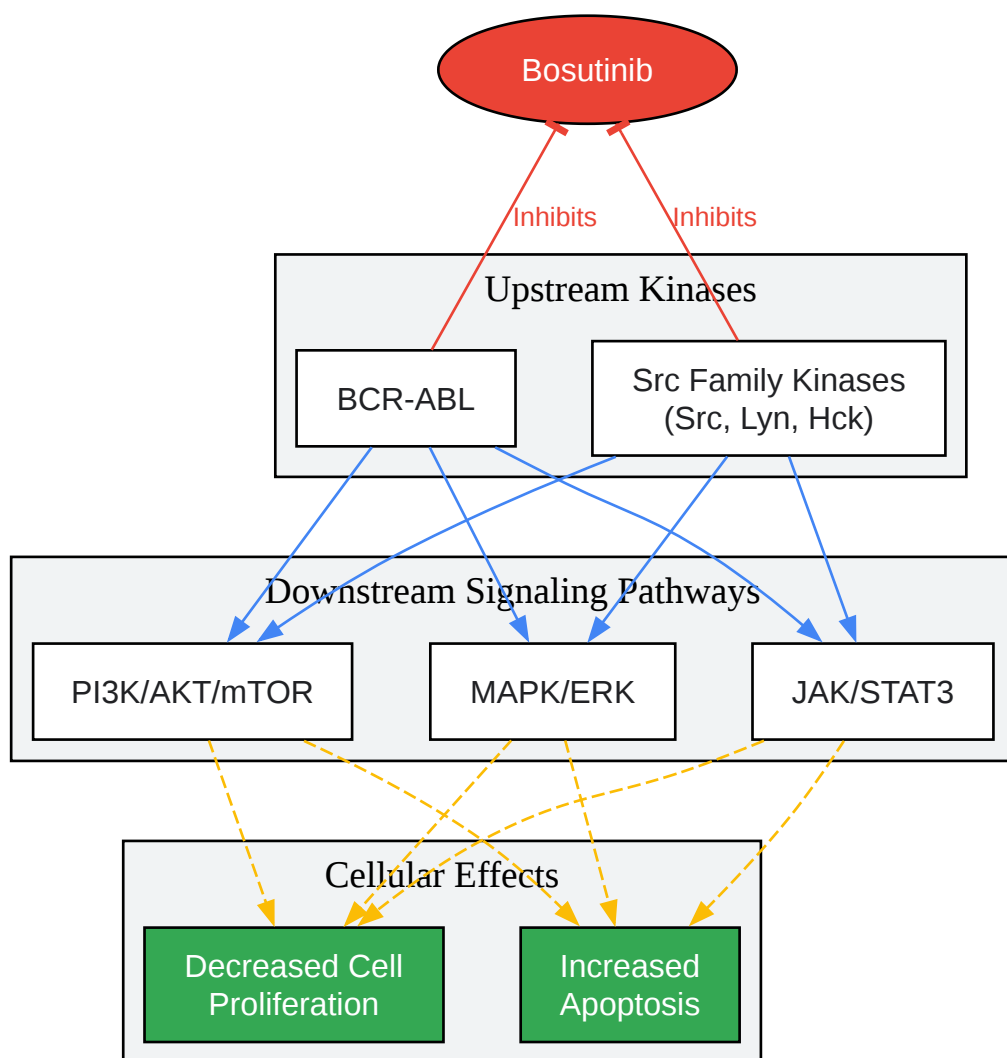 Bosutinib
Inhibits
Inhibits
Upstream Kinases
BCR-ABL
Src Family Kinases
(Src, Lyn, Hck)
Downstream Signaling Pathways
PI3K/AKT/mTOR
MAPK/ERK
JAK/STAT3
Cellular Effects
Decreased Cell
Proliferation
Increased
Apoptosis